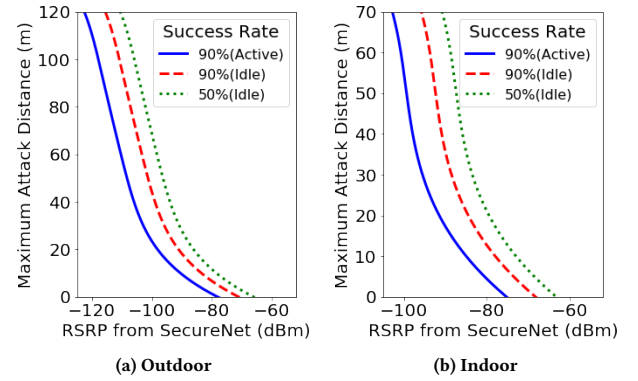 120
100
80
60
40
20
0
Maximum Attack Distance (m)
Success Rate
90%(Active)
90%(Idle)
50%(Idle)
−120 −100 −80 −60
RSRP from SecureNet (dBm)
(a) Outdoor
70
60
50
40
30
20
10
0
Maximum Attack Distance (m)
Success Rate
90%(Active)
90%(Idle)
50%(Idle)
−100 −80 −60
RSRP from SecureNet (dBm)
(b) Indoor